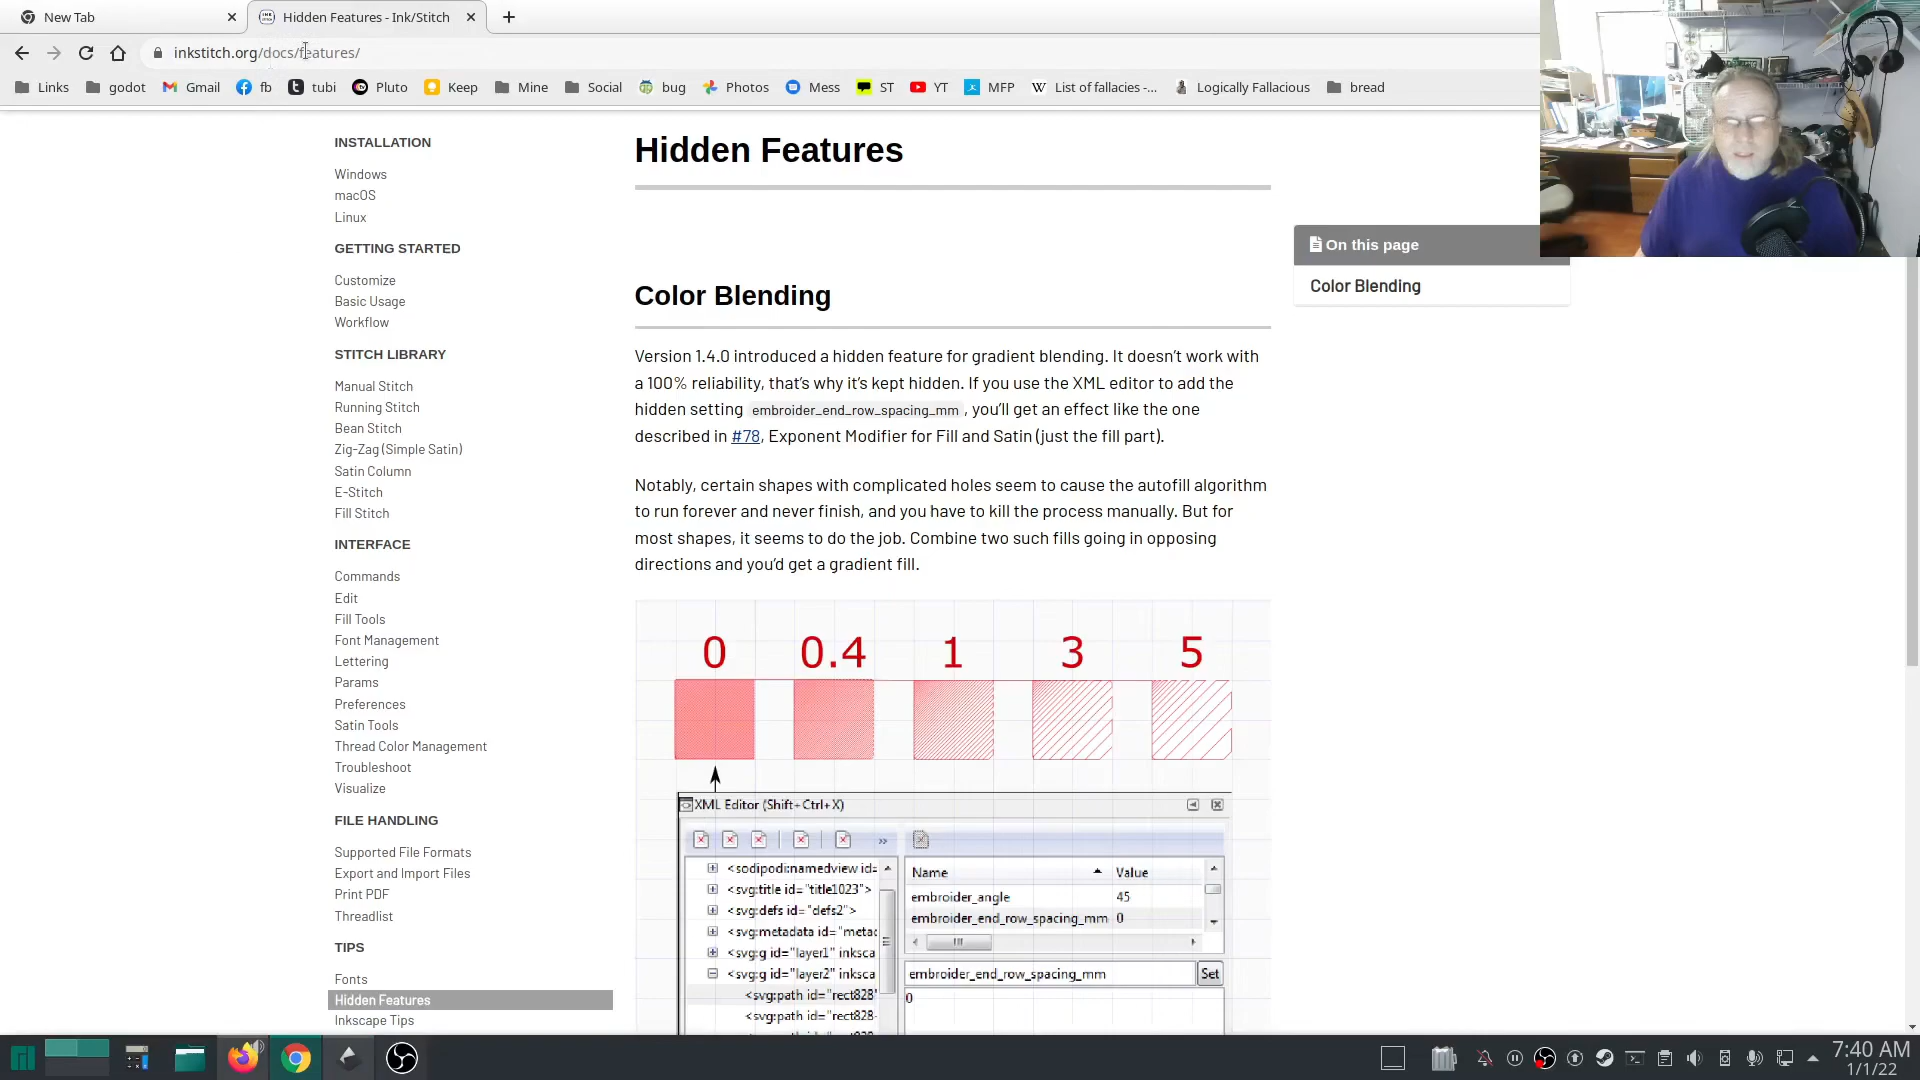 New Tab
Hidden Features - Ink/Stitch
inkstitch.org/docs/features/
Links
godot
Gmail
fb
tubi
Pluto
Keep
Mine
Social
bug
Photos
Mess
ST
YT
MFP
List of fallacies -...
Logically Fallacious
bread
INSTALLATION
Windows
macOS
Linux
GETTING STARTED
Customize
Basic Usage
Workflow
STITCH LIBRARY
Manual Stitch
Running Stitch
Bean Stitch
Zig-Zag (Simple Satin)
Satin Column
E-Stitch
Fill Stitch
INTERFACE
Commands
Edit
Fill Tools
Font Management
Lettering
Params
Preferences
Satin Tools
Thread Color Management
Troubleshoot
Visualize
FILE HANDLING
Supported File Formats
Export and Import Files
Print PDF
Threadlist
TIPS
Fonts
Hidden Features
Inkscape Tips
Hidden Features
Color Blending
Version 1.4.0 introduced a hidden feature for gradient blending. It doesn’t work with
a 100% reliability, that’s why it’s kept hidden. If you use the XML editor to add the
hidden setting embroider_end_row_spacing_mm, you’ll get an effect like the one
described in #78, Exponent Modifier for Fill and Satin (just the fill part).
Notably, certain shapes with complicated holes seem to cause the autofill algorithm
to run forever and never finish, and you have to kill the process manually. But for
most shapes, it seems to do the job. Combine two such fills going in opposing
directions and you’d get a gradient fill.
0 0.4 1 3 5
XML Editor (Shift+Ctrl+X)
<sodipodi:namedview id=
<svg:title id="title1023">
<svg:defs id="defs2">
<svg:metadata id="metac
<svg:g id="layer1" inksca
<svg:g id="layer2" inksca
<svg:path id="rect828"
<svg:path id="rect828-
Name Value
embroider_angle 45
embroider_end_row_spacing_mm 0
embroider_end_row_spacing_mm Set
0
On this page
Color Blending
7:40 AM
1/1/22